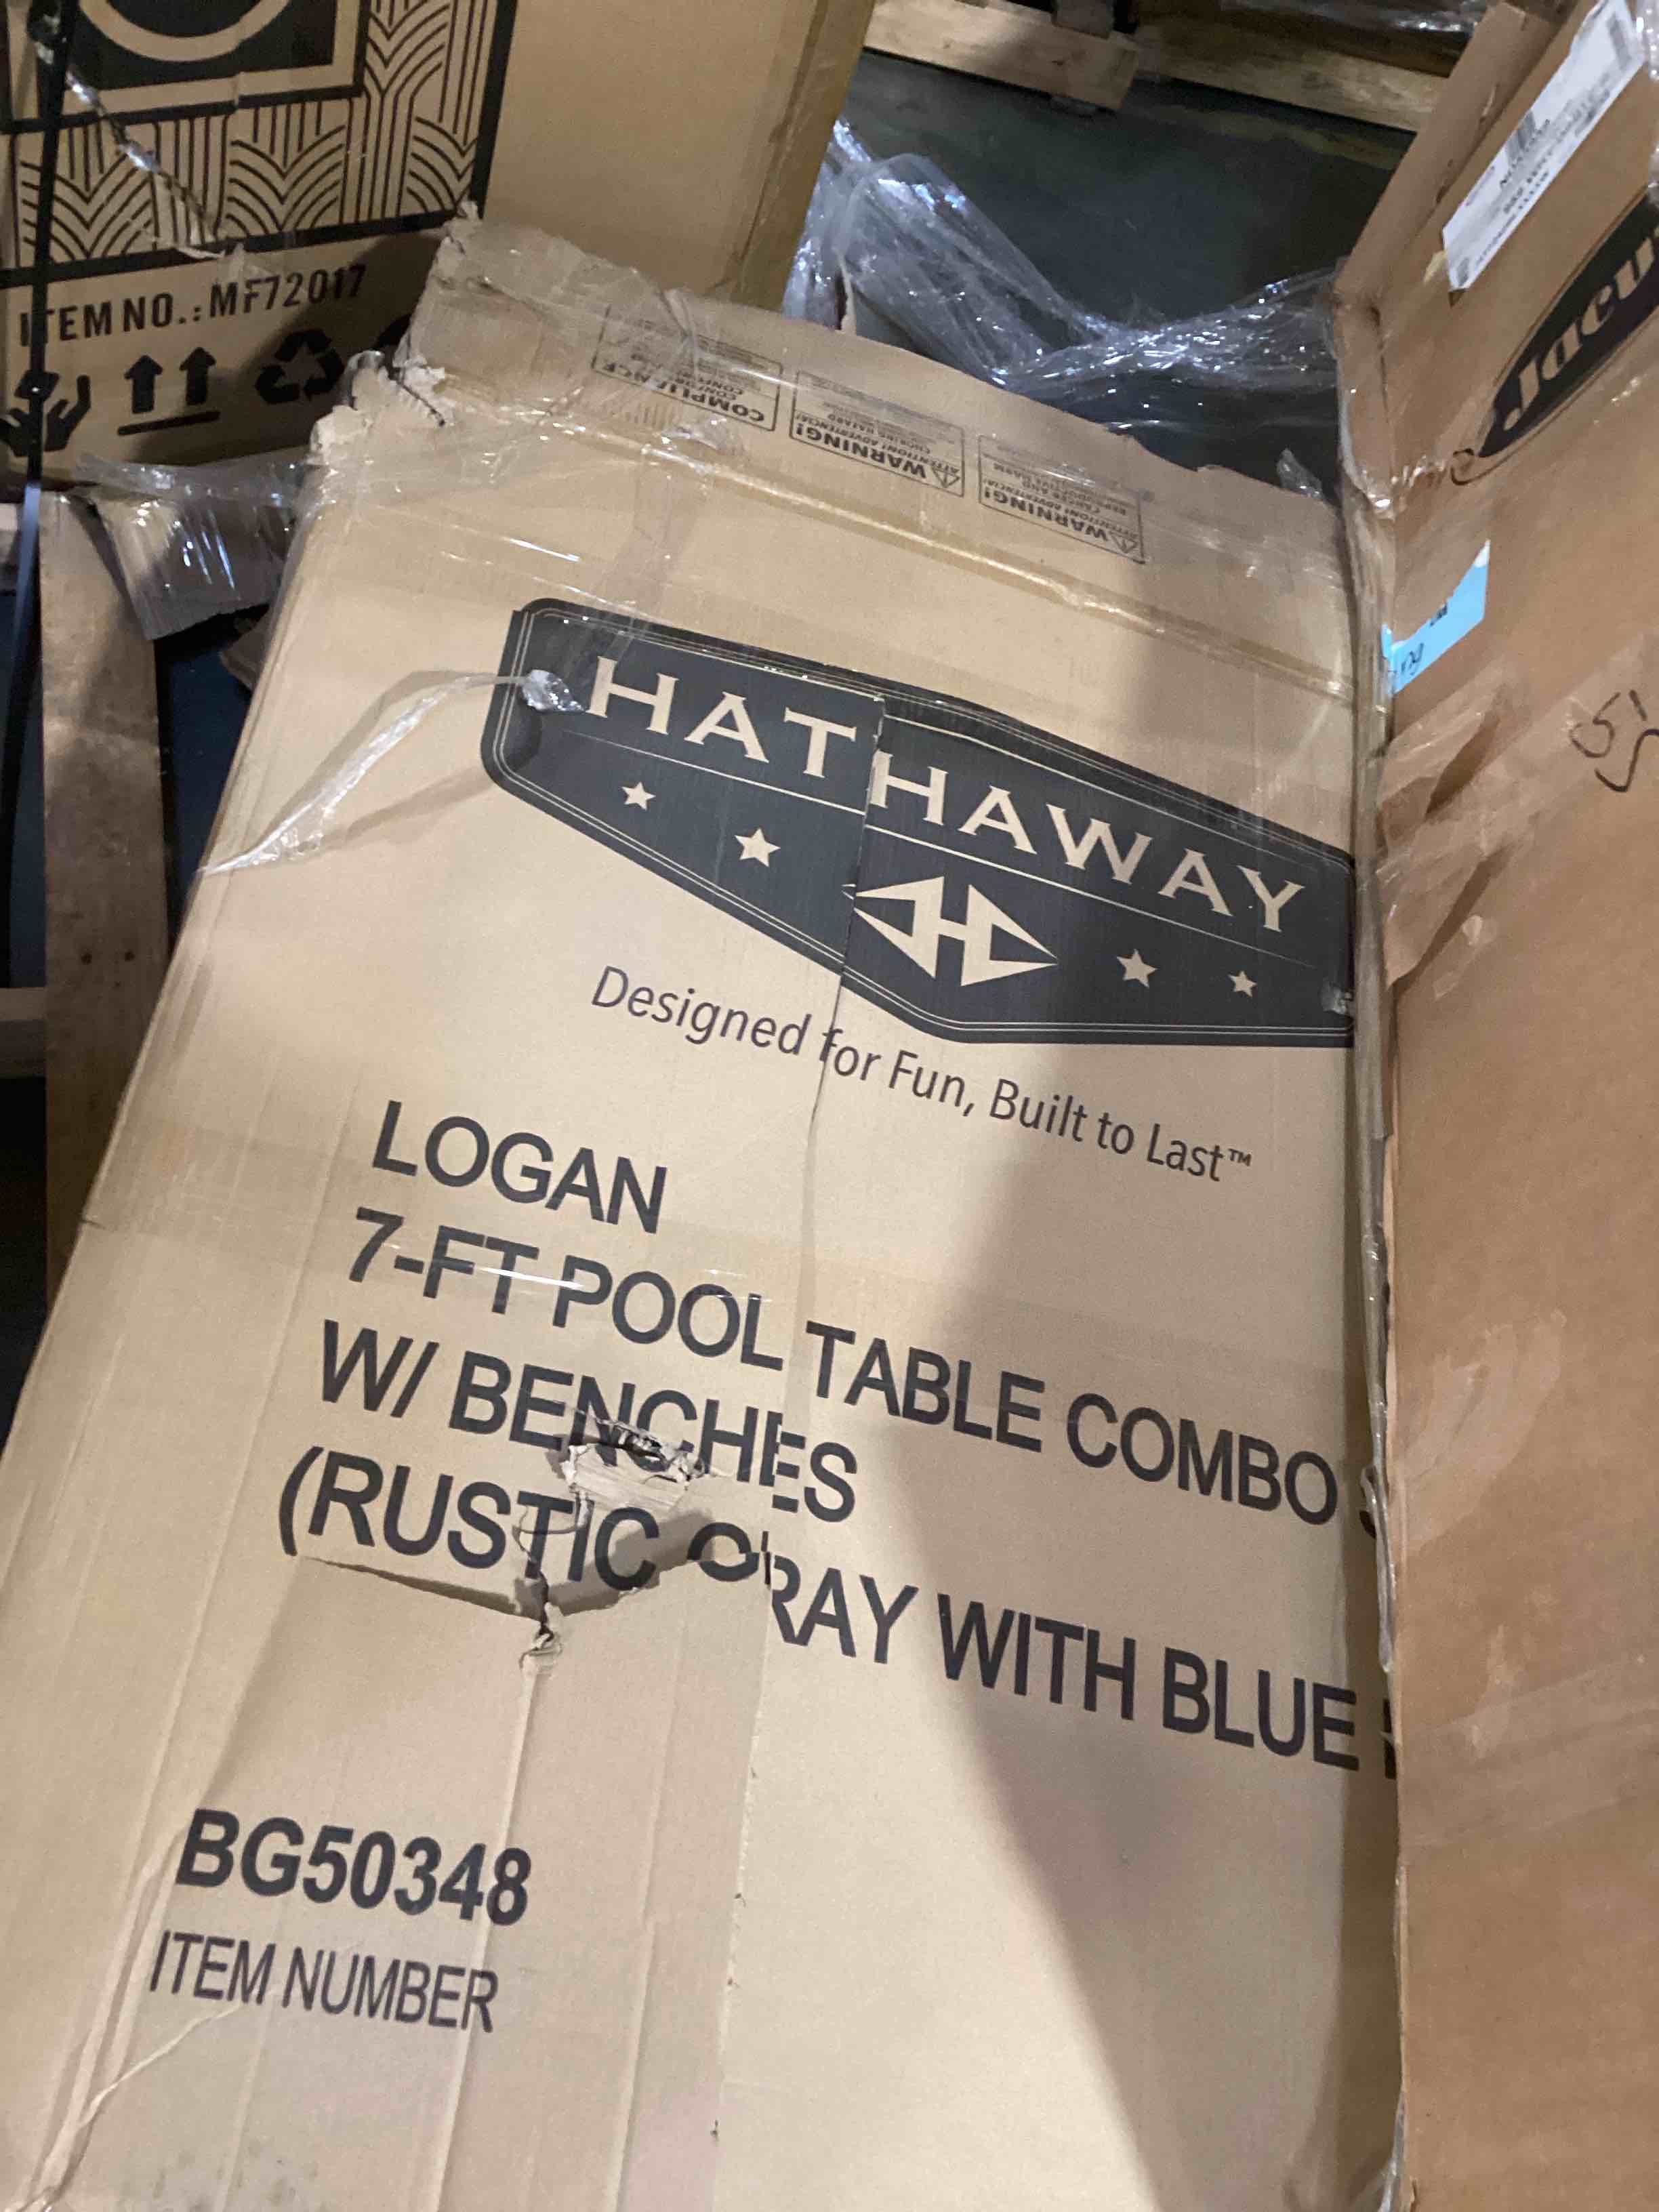 ITEM NO.: MF72017
COMPLIANCE
WARNING!
WARNING!
Jacu
HATHAWAY
Designed for Fun, Built to Last™
LOGAN
7-FT POOL TABLE COMBO
W/ BENCHES
(RUSTIC GRAY WITH BLUE
BG50348
ITEM NUMBER